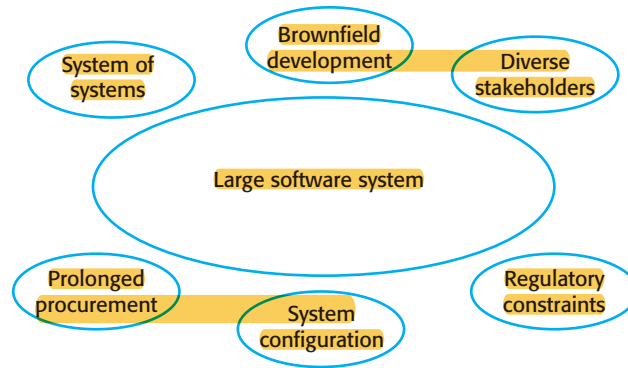 Brownfield
development
System of
systems
Diverse
stakeholders
Large software system
Prolonged
procurement
System
configuration
Regulatory
constraints